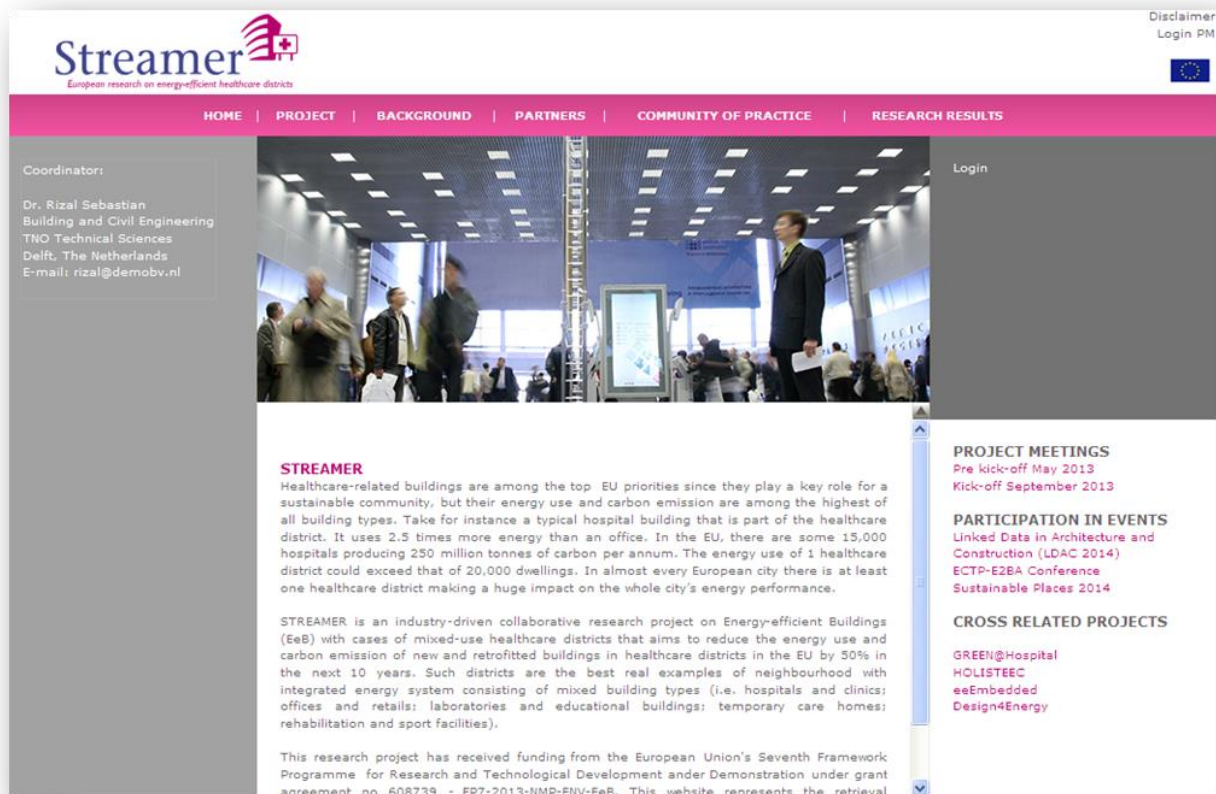 Streamer
European research on energy-efficient healthcare districts
Disclaimer
Login PM
HOME | PROJECT | BACKGROUND | PARTNERS | COMMUNITY OF PRACTICE | RESEARCH RESULTS
Coordinator:
Dr. Rizal Sebastian
Building and Civil Engineering
TNO Technical Sciences
Delft, The Netherlands
E-mail: rizal@demobv.nl
Login
STREAMER
Healthcare-related buildings are among the top EU priorities since they play a key role for a
sustainable community, but their energy use and carbon emission are among the highest of
all building types. Take for instance a typical hospital building that is part of the healthcare
district. It uses 2.5 times more energy than an office. In the EU, there are some 15,000
hospitals producing 250 million tonnes of carbon per annum. The energy use of 1 healthcare
district could exceed that of 20,000 dwellings. In almost every European city there is at least
one healthcare district making a huge impact on the whole city's energy performance.
STREAMER is an industry-driven collaborative research project on Energy-efficient Buildings
(EeB) with cases of mixed-use healthcare districts that aims to reduce the energy use and
carbon emission of new and retrofitted buildings in healthcare districts in the EU by 50% in
the next 10 years. Such districts are the best real examples of neighbourhood with
integrated energy system consisting of mixed building types (i.e. hospitals and clinics;
offices and retails; laboratories and educational buildings; temporary care homes;
rehabilitation and sport facilities).
This research project has received funding from the European Union's Seventh Framework
Programme for Research and Technological Development ander Demonstration under grant
agreement no 608739 - FP7-2013-NMP-ENV-EeB. This website represents the retrieval
PROJECT MEETINGS
Pre kick-off May 2013
Kick-off September 2013
PARTICIPATION IN EVENTS
Linked Data in Architecture and
Construction (LDAC 2014)
ECTP-E2BA Conference
Sustainable Places 2014
CROSS RELATED PROJECTS
GREEN@Hospital
HOLISTEEC
eeEmbedded
Design4Energy